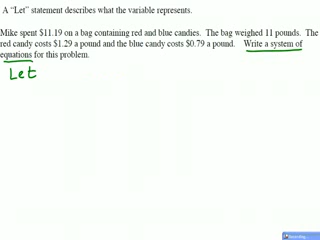 A “Let” statement describes what the variable represents.
Mike spent $11.19 on a bag containing red and blue candies. The bag weighed 11 pounds. The
red candy costs $1.29 a pound and the blue candy costs $0.79 a pound. Write a system of
equations for this problem.
Let